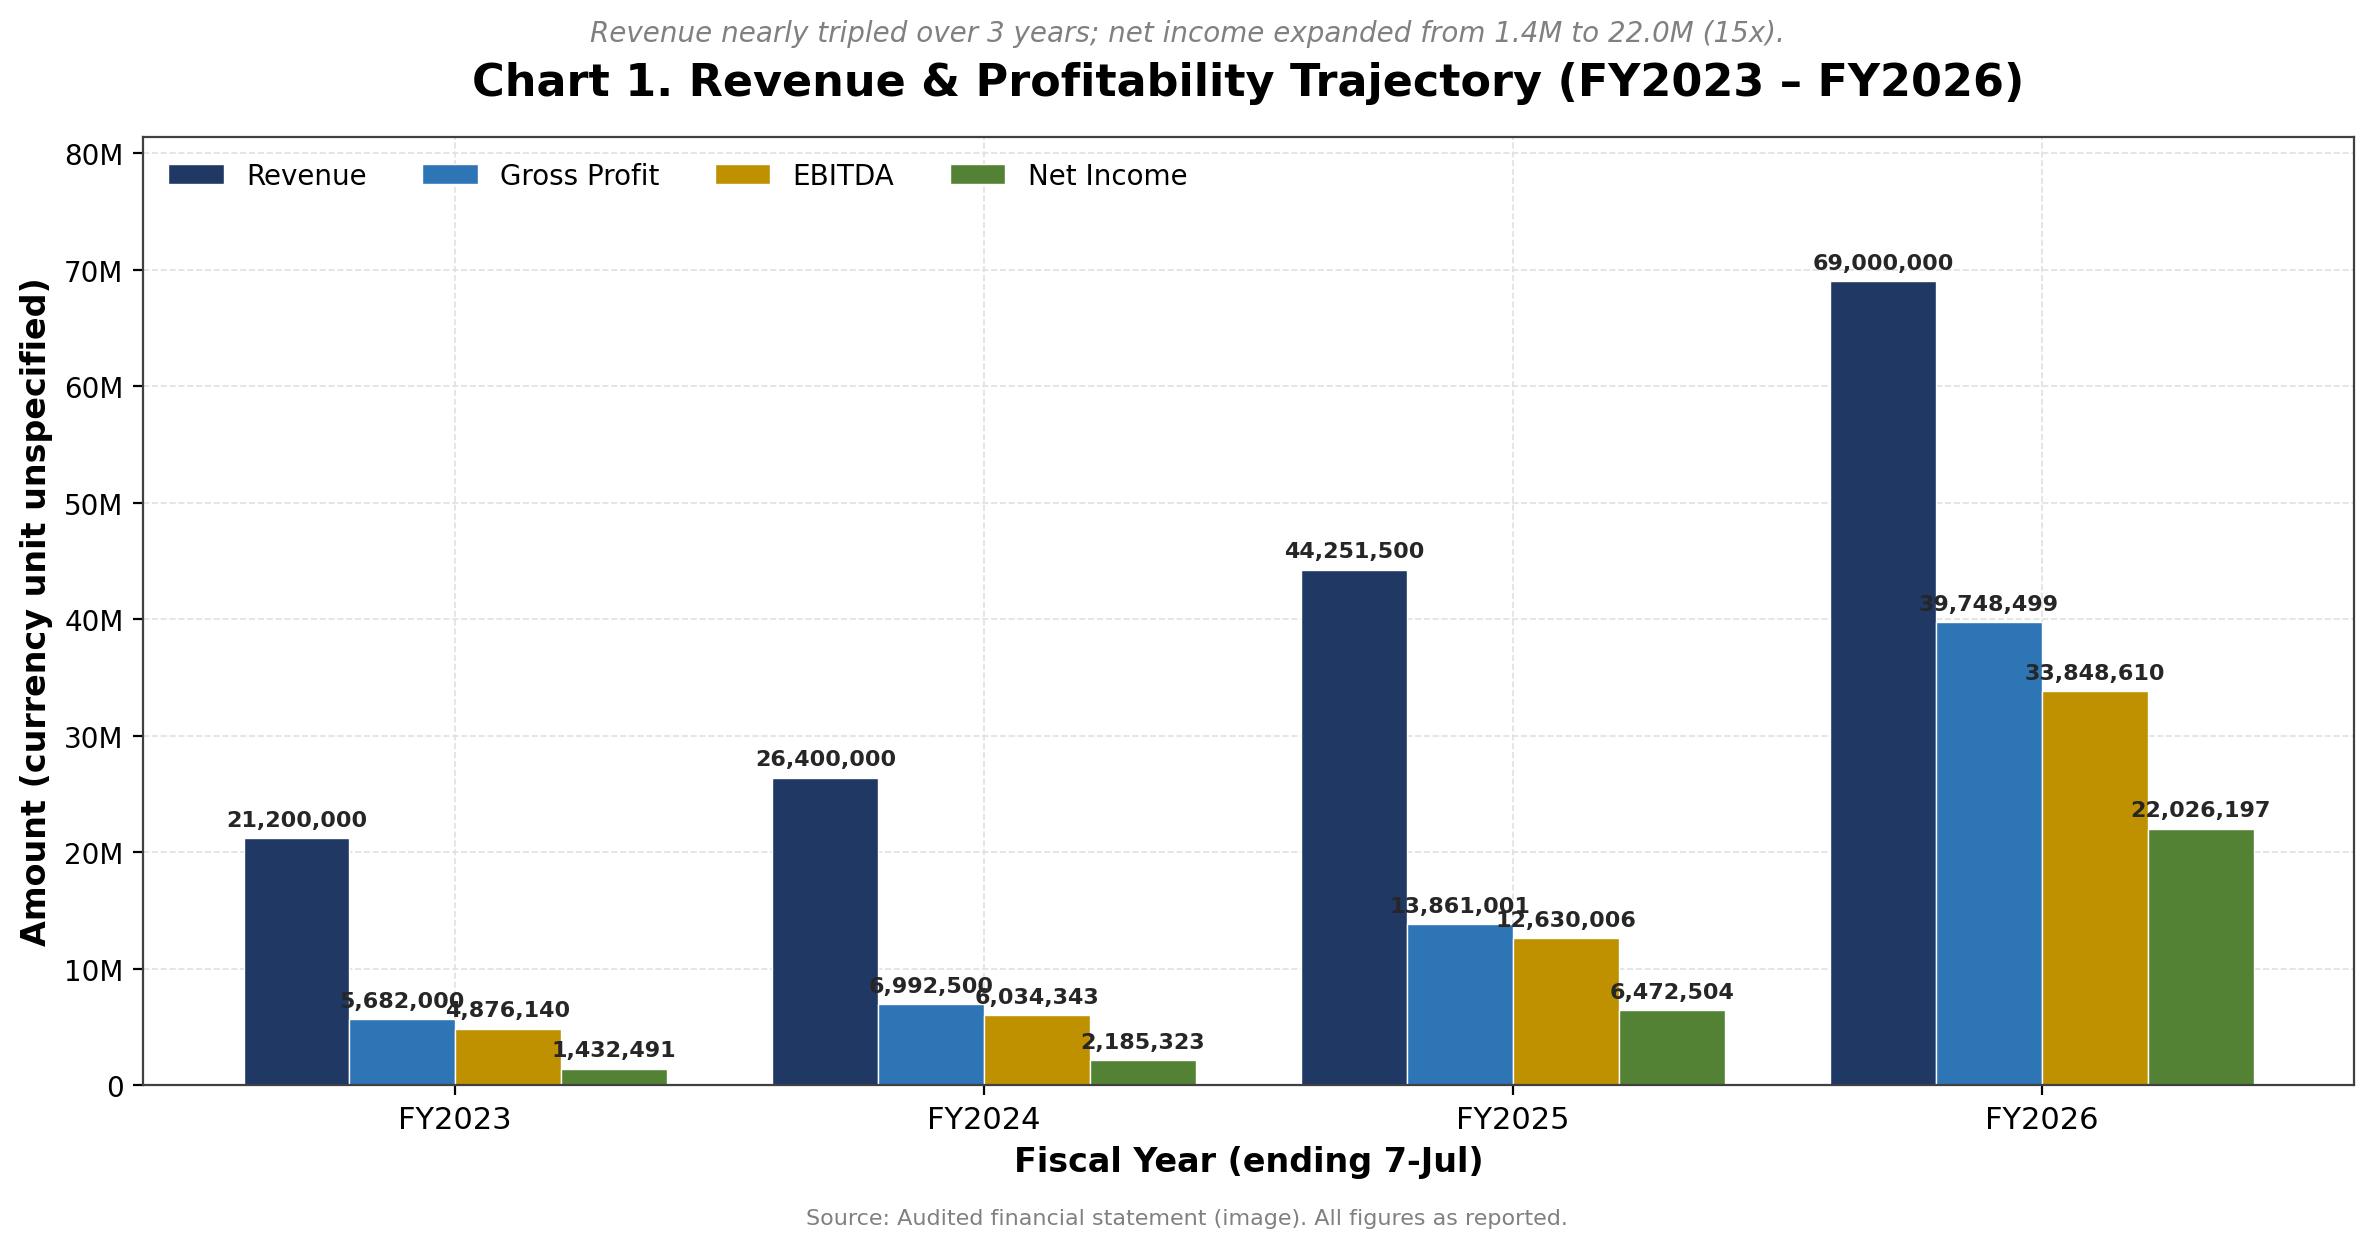 Revenue nearly tripled over 3 years; net income expanded from 1.4M to 22.0M (15x).
Chart 1. Revenue & Profitability Trajectory (FY2023 – FY2026)
Revenue Gross Profit EBITDA Net Income
Amount (currency unit unspecified)
80M
70M
60M
50M
40M
30M
20M
10M
0
21,200,000
5,682,000
4,876,140
1,432,491
26,400,000
6,992,500
6,034,343
2,185,323
44,251,500
13,861,001
12,630,006
6,472,504
69,000,000
39,748,499
33,848,610
22,026,197
FY2023 FY2024 FY2025 FY2026
Fiscal Year (ending 7-Jul)
Source: Audited financial statement (image). All figures as reported.